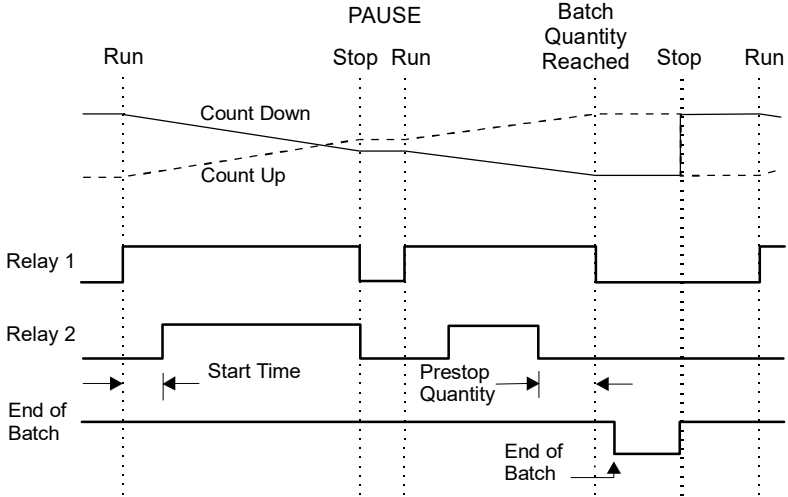 PAUSE
Batch
Quantity
Reached
Run
Stop
Run
Stop
Run
Count Down
Count Up
Relay 1
Relay 2
Start Time
Prestop
Quantity
End of
Batch
End of
Batch